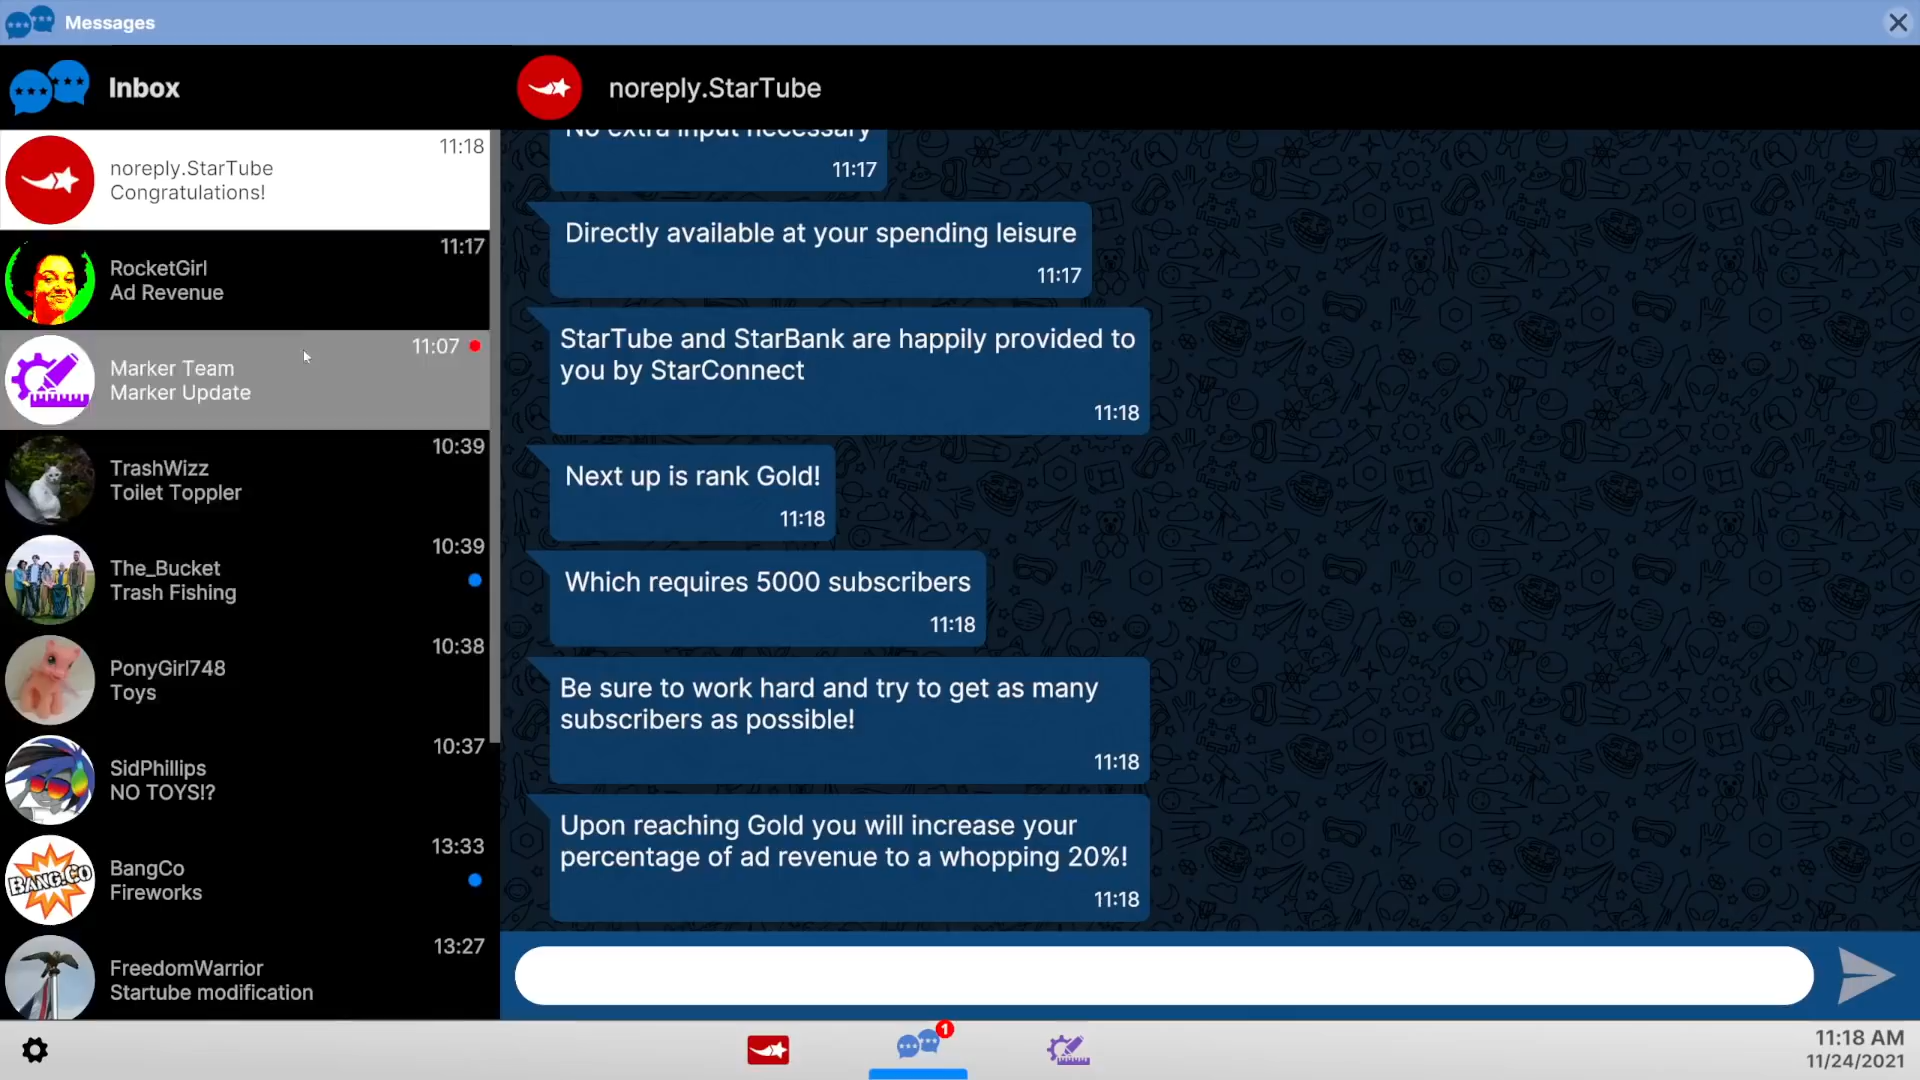 Messages
Inbox
noreply.StarTube
11:18
noreply.StarTube
Congratulations!
11:17
RocketGirl
Ad Revenue
11:07
Marker Team
Marker Update
10:39
TrashWizz
Toilet Toppler
10:39
The_Bucket
Trash Fishing
10:38
PonyGirl748
Toys
10:37
SidPhillips
NO TOYS!?
13:33
BANG.CO
BangCo
Fireworks
13:27
FreedomWarrior
Startube modification
No extra input necessary
11:17
Directly available at your spending leisure
11:17
StarTube and StarBank are happily provided to
you by StarConnect
11:18
Next up is rank Gold!
11:18
Which requires 5000 subscribers
11:18
Be sure to work hard and try to get as many
subscribers as possible!
11:18
Upon reaching Gold you will increase your
percentage of ad revenue to a whopping 20%!
11:18
1
11:18 AM
11/24/2021